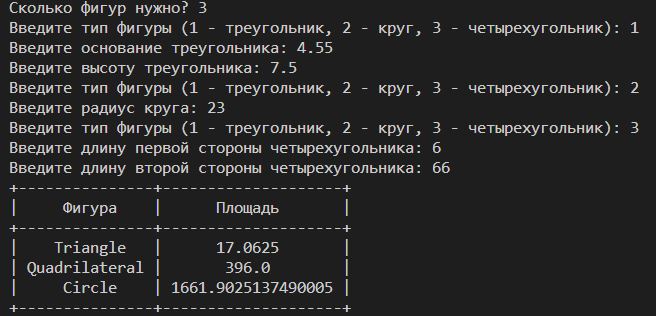 Сколько фигур нужно? 3
Введите тип фигуры (1 - треугольник, 2 - круг, 3 - четырехугольник): 1
Введите основание треугольника: 4.55
Введите высоту треугольника: 7.5
Введите тип фигуры (1 - треугольник, 2 - круг, 3 - четырехугольник): 2
Введите радиус круга: 23
Введите тип фигуры (1 - треугольник, 2 - круг, 3 - четырехугольник): 3
Введите длину первой стороны четырехугольника: 6
Введите длину второй стороны четырехугольника: 66
+---------------+--------------------+
|     Фигура    |      Площадь       |
+---------------+--------------------+
|    Triangle   |      17.0625       |
| Quadrilateral |       396.0        |
|     Circle    | 1661.9025137490005 |
+---------------+--------------------+